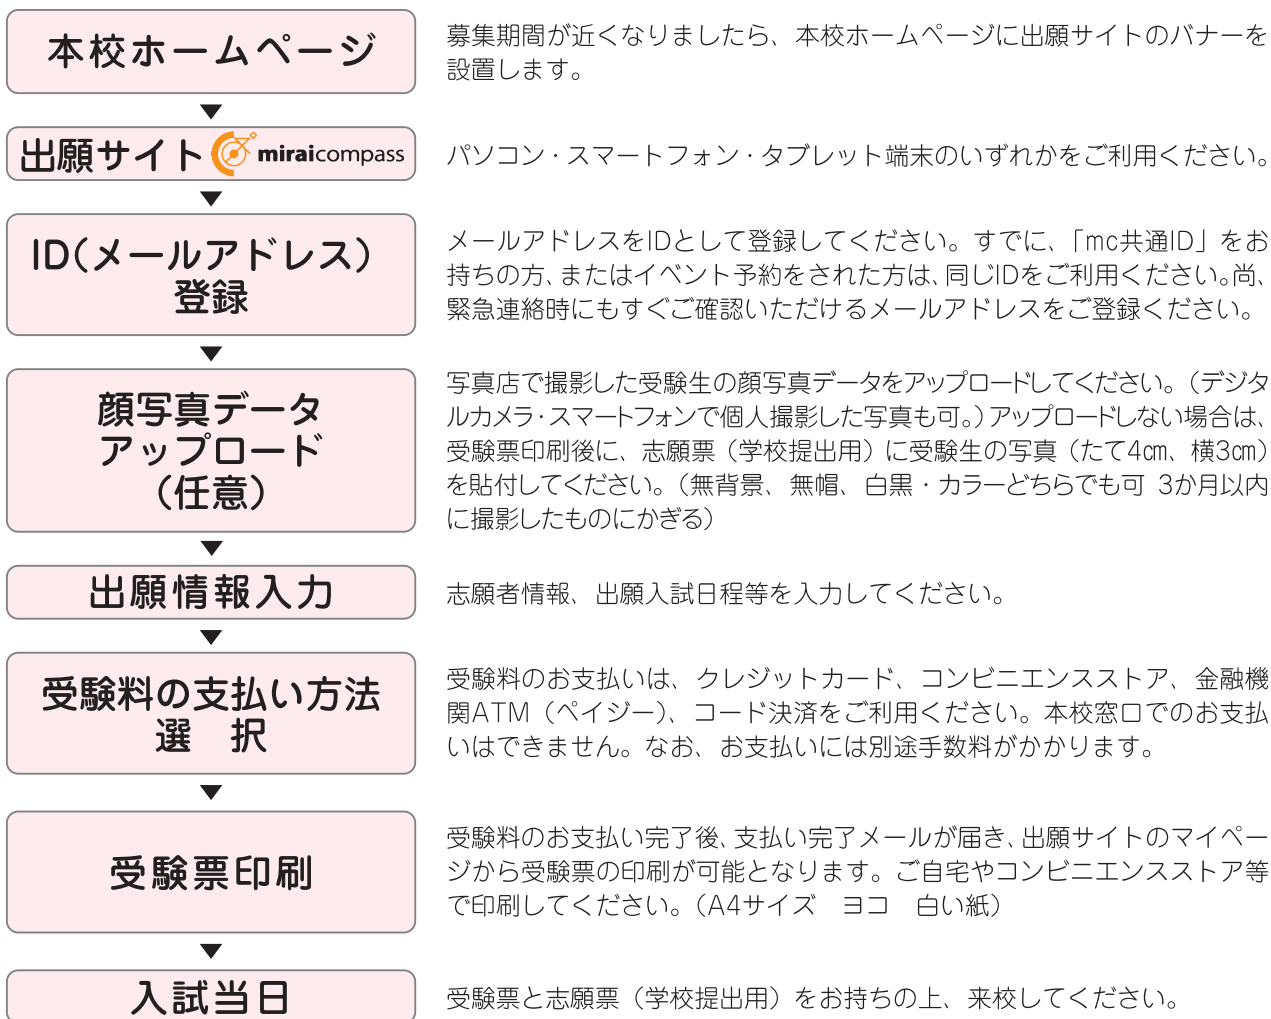 本校ホームページ
募集期間が近くなりましたら、本校ホームページに出願サイトのバナーを
設置します。
出願サイト miraicompass
パソコン・スマートフォン・タブレット端末のいずれかをご利用ください。
ID(メールアドレス)
登録
メールアドレスをIDとして登録してください。すでに、「mc共通ID」をお
持ちの方、またはイベント予約をされた方は、同じIDをご利用ください。尚、
緊急連絡時にもすぐご確認いただけるメールアドレスをご登録ください。
顔写真データ
アップロード
(任意)
写真店で撮影した受験生の顔写真データをアップロードしてください。(デジタ
ルカメラ・スマートフォンで個人撮影した写真も可。)アップロードしない場合は、
受験票印刷後に、志願票(学校提出用)に受験生の写真(たて4㎝、横3㎝)
を貼付してください。(無背景、無帽、白黒・カラーどちらでも可 3か月以内
に撮影したものにかぎる)
出願情報入力
志願者情報、出願入試日程等を入力してください。
受験料の支払い方法
選　択
受験料のお支払いは、クレジットカード、コンビニエンスストア、金融機
関ATM(ペイジー)、コード決済をご利用ください。本校窓口でのお支払
いはできません。なお、お支払いには別途手数料がかかります。
受験票印刷
受験料のお支払い完了後、支払い完了メールが届き、出願サイトのマイペー
ジから受験票の印刷が可能となります。ご自宅やコンビニエンスストア等
で印刷してください。(A4サイズ　ヨコ　白い紙)
入試当日
受験票と志願票(学校提出用)をお持ちの上、来校してください。